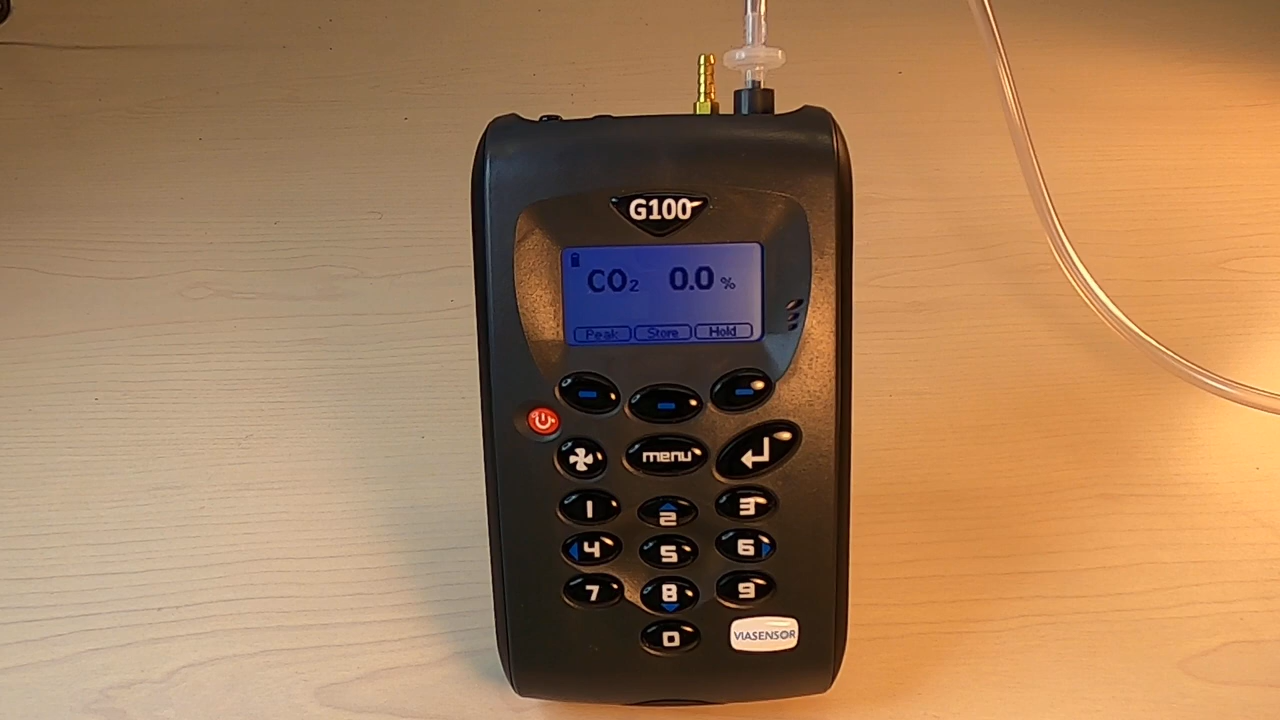 G100
CO₂ 0.0 %
Peak Store Hold
menu
1 2 3
4 5 6
7 8 9
0
VIASENSOR